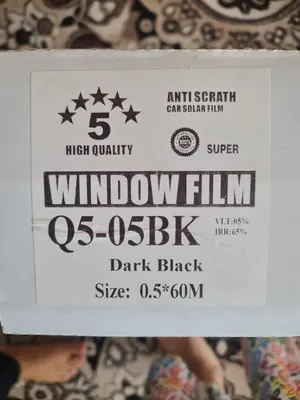 5
HIGH QUALITY
ANTI SCRATH
CAR SOLAR FILM
SUPER
WINDOW FILM
Q5-05BK
VLT:05%
IRR:65%
Dark Black
Size: 0.5*60M